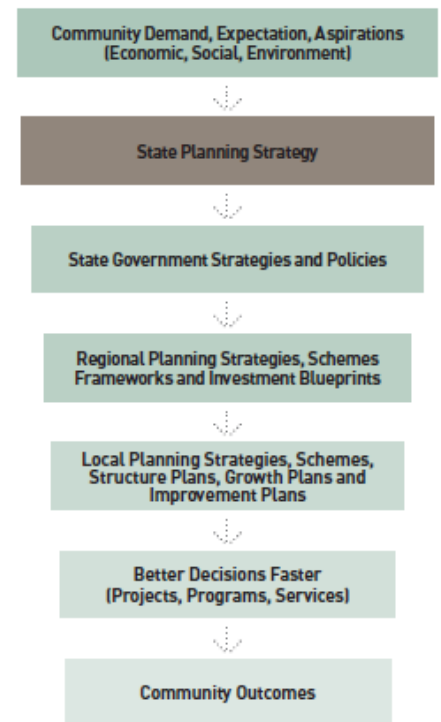 Community Demand, Expectation, Aspirations
(Economic, Social, Environment)
State Planning Strategy
State Government Strategies and Policies
Regional Planning Strategies, Schemes
Frameworks and Investment Blueprints
Local Planning Strategies, Schemes,
Structure Plans, Growth Plans and
Improvement Plans
Better Decisions Faster
(Projects, Programs, Services)
Community Outcomes